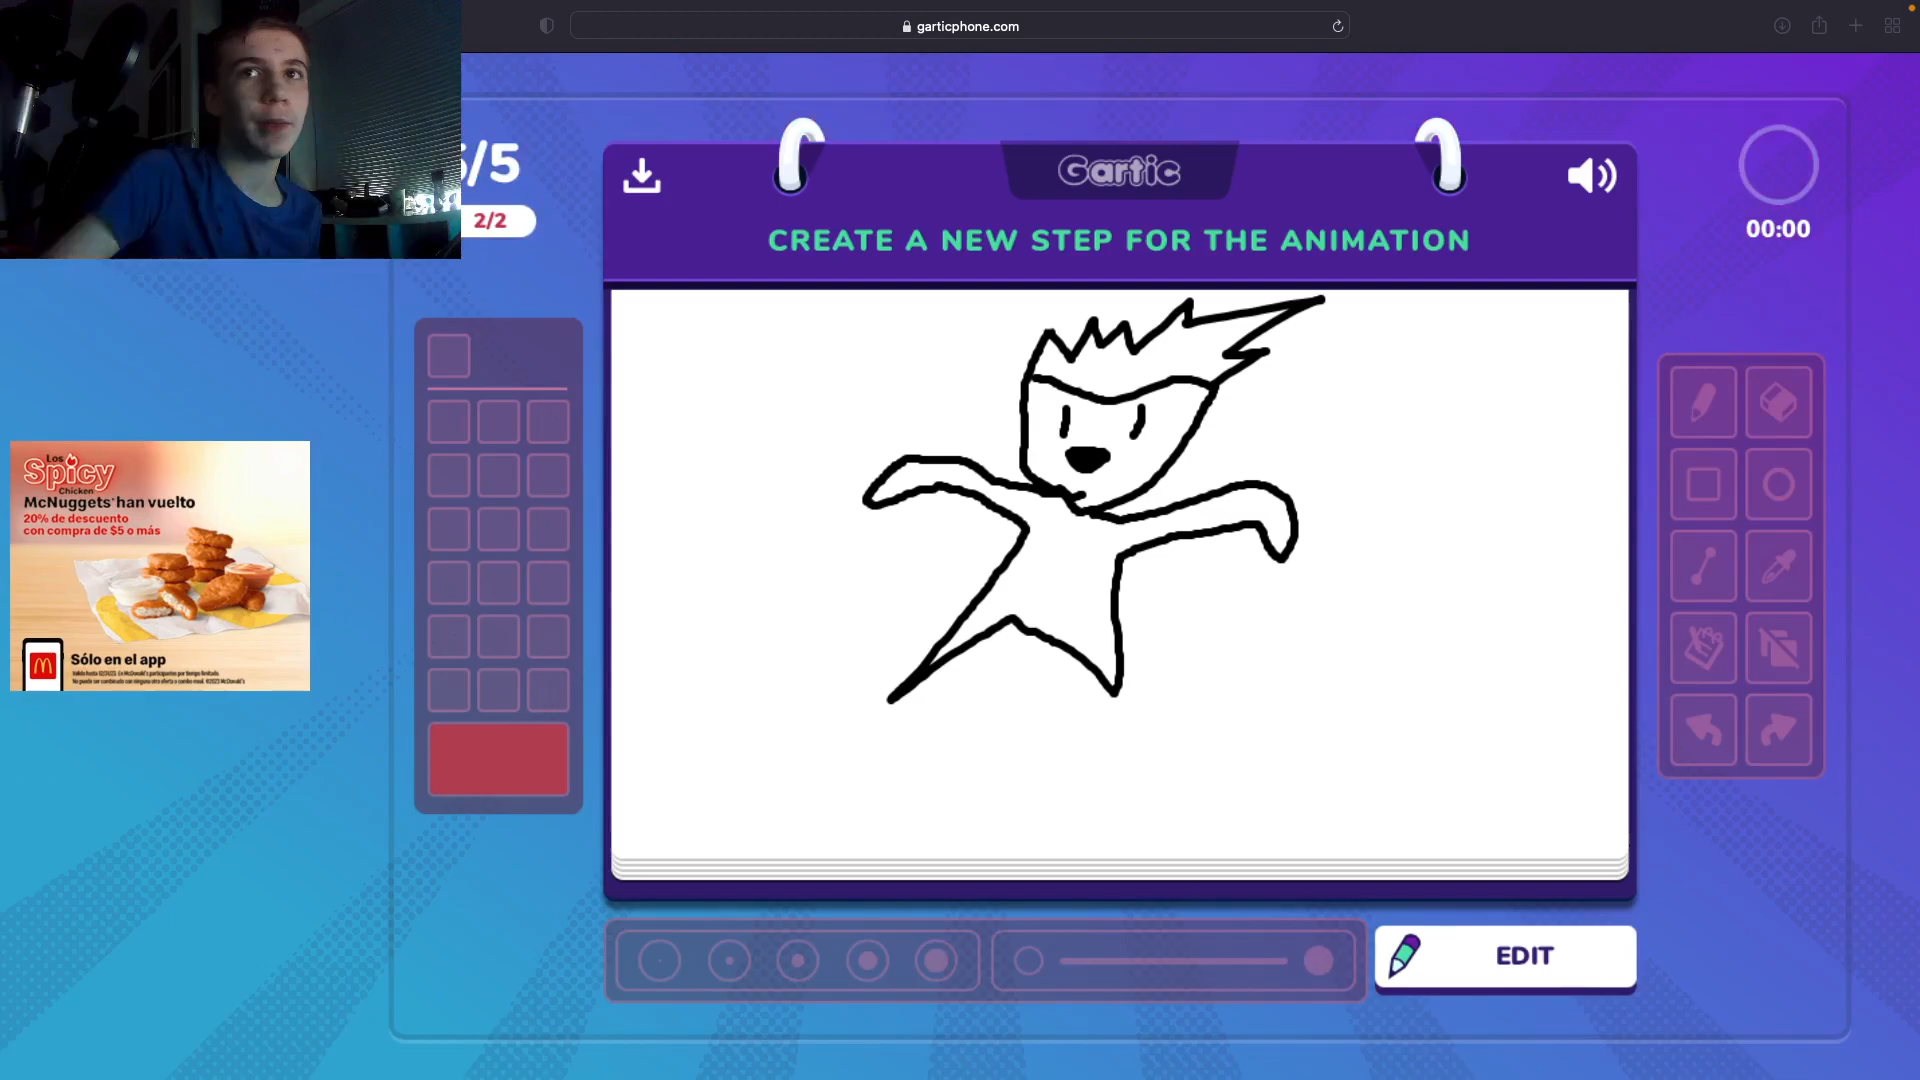 garticphone.com
/5
2/2
Gartic
CREATE A NEW STEP FOR THE ANIMATION
00:00
Los
Spicy
Chicken
McNuggets® han vuelto
20% de descuento
con compra de $5 o más
Sólo en el app
EDIT